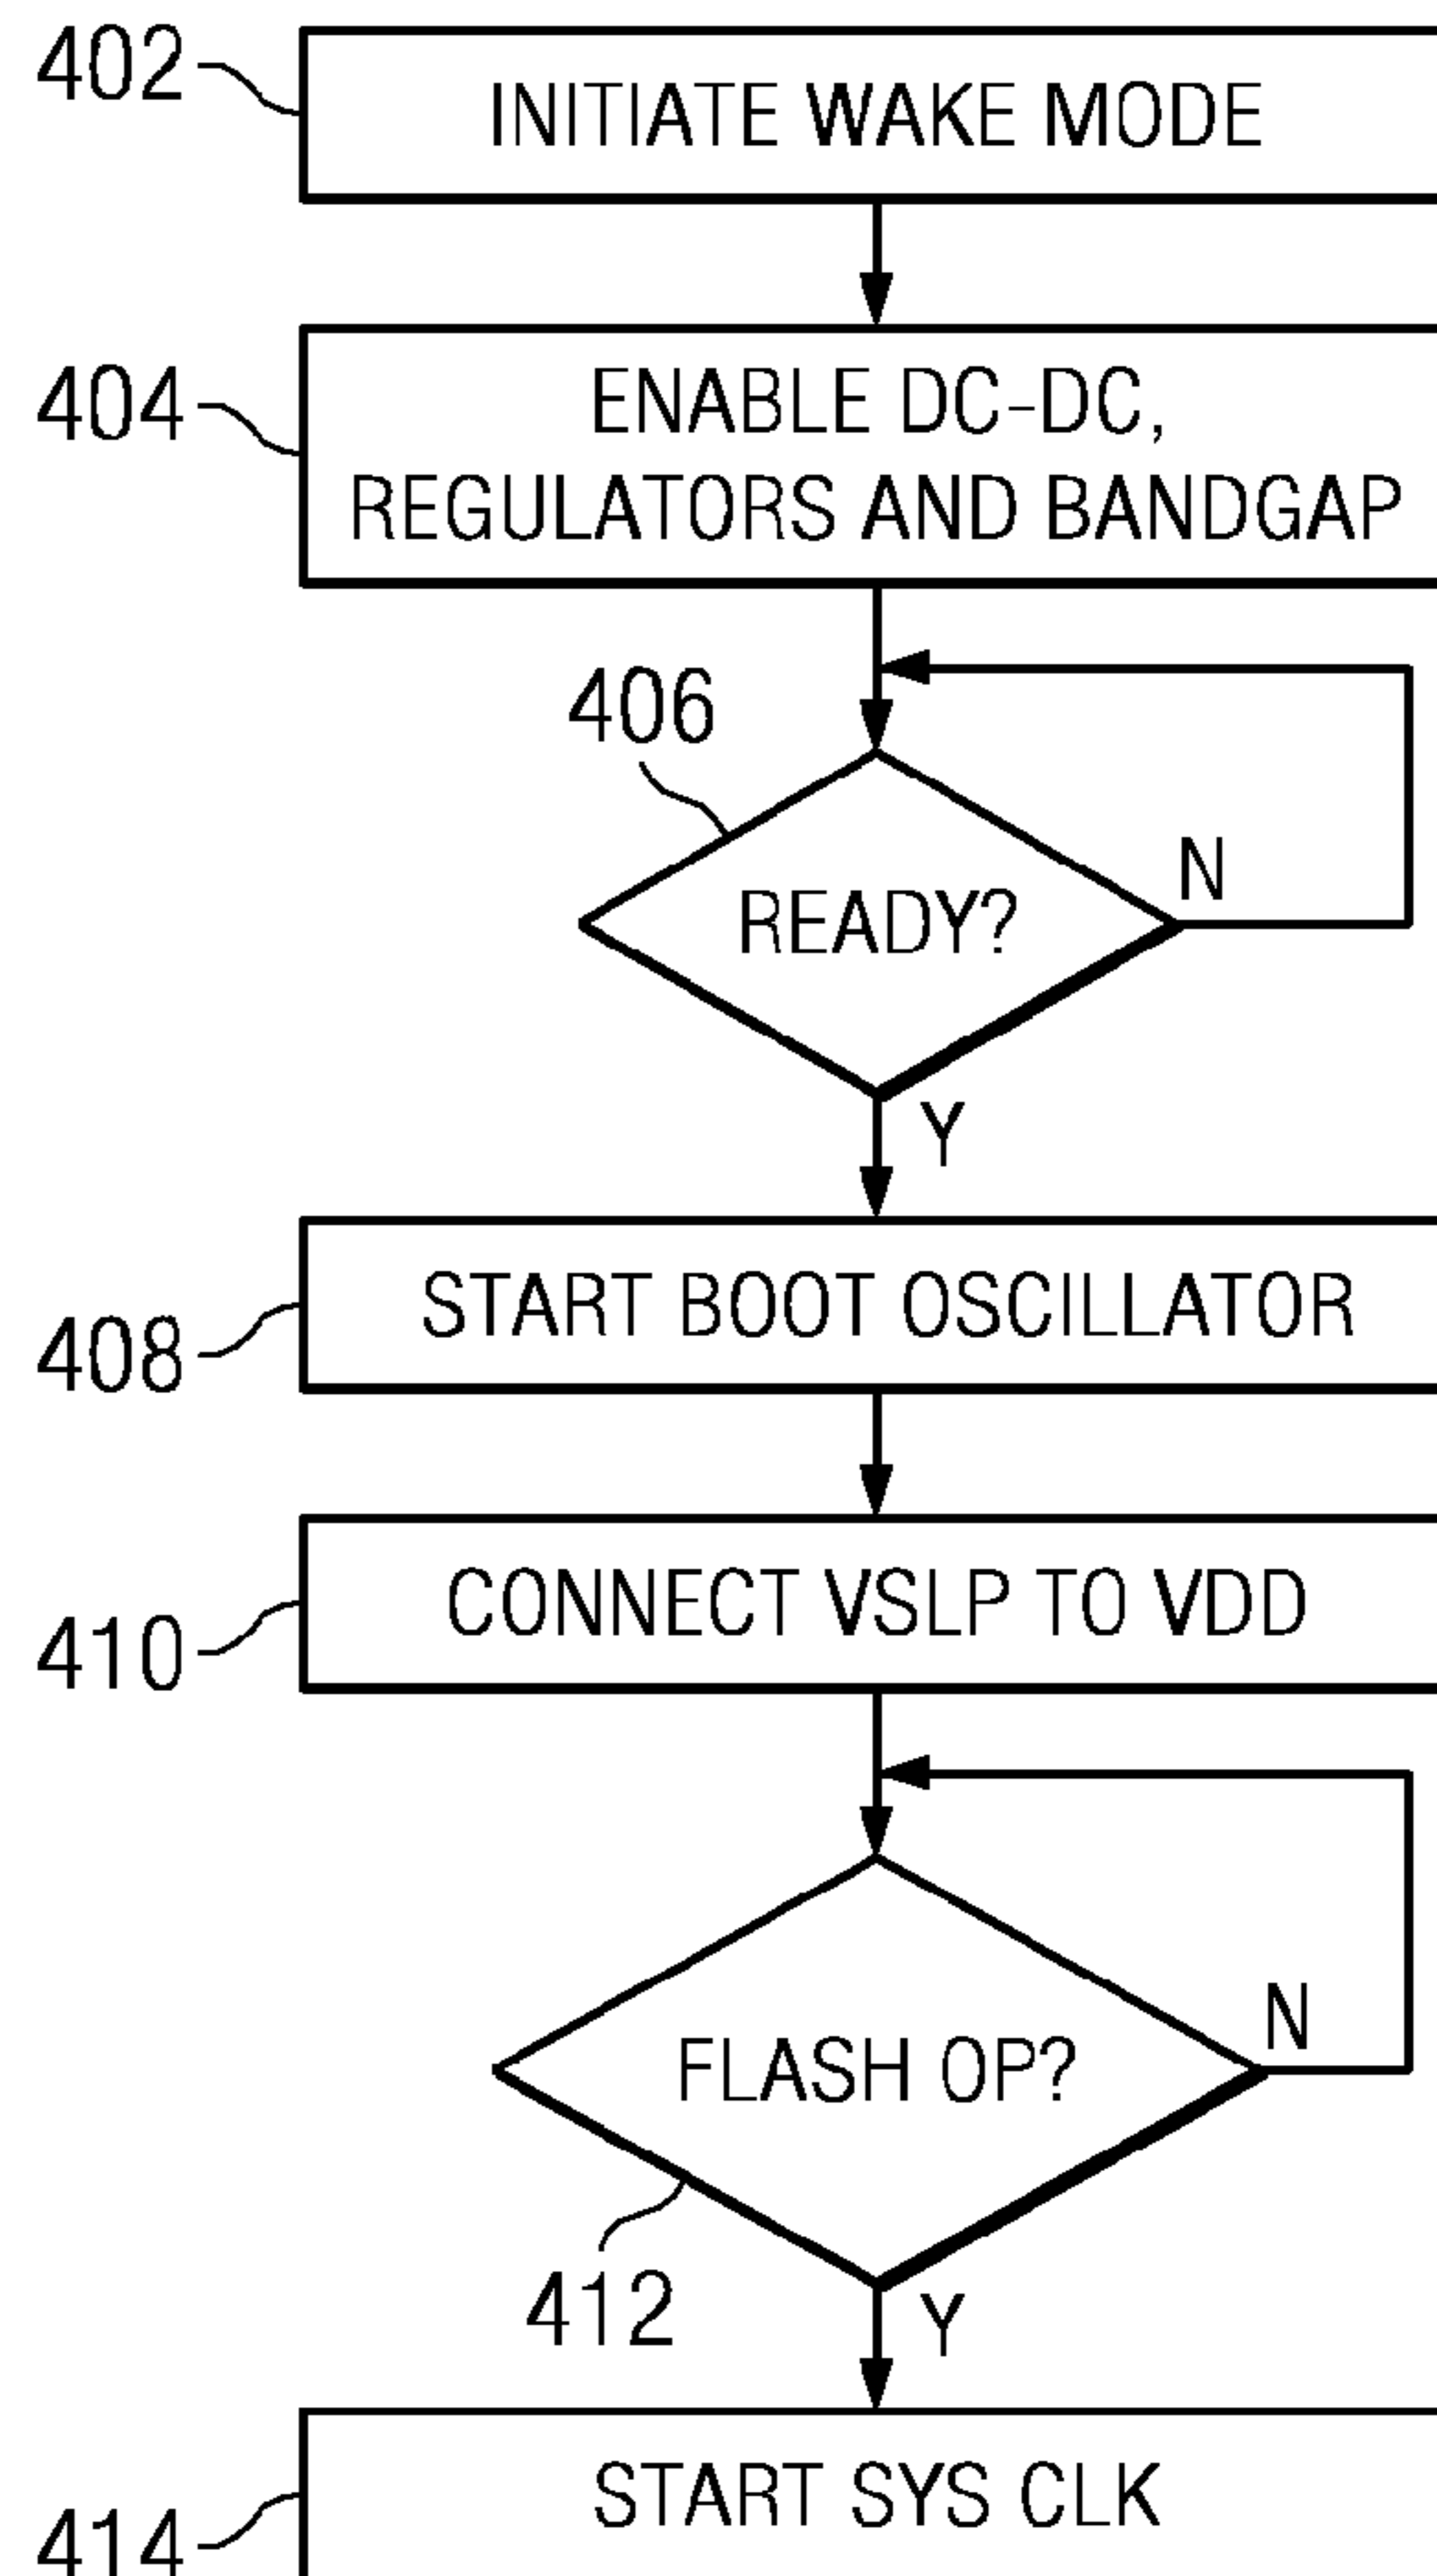 402
INITIATE WAKE MODE
404
ENABLE DC-DC,
REGULATORS AND BANDGAP
406
READY?
N
Y
408
START BOOT OSCILLATOR
410
CONNECT VSLP TO VDD
FLASH OP?
N
412
Y
414
START SYS CLK